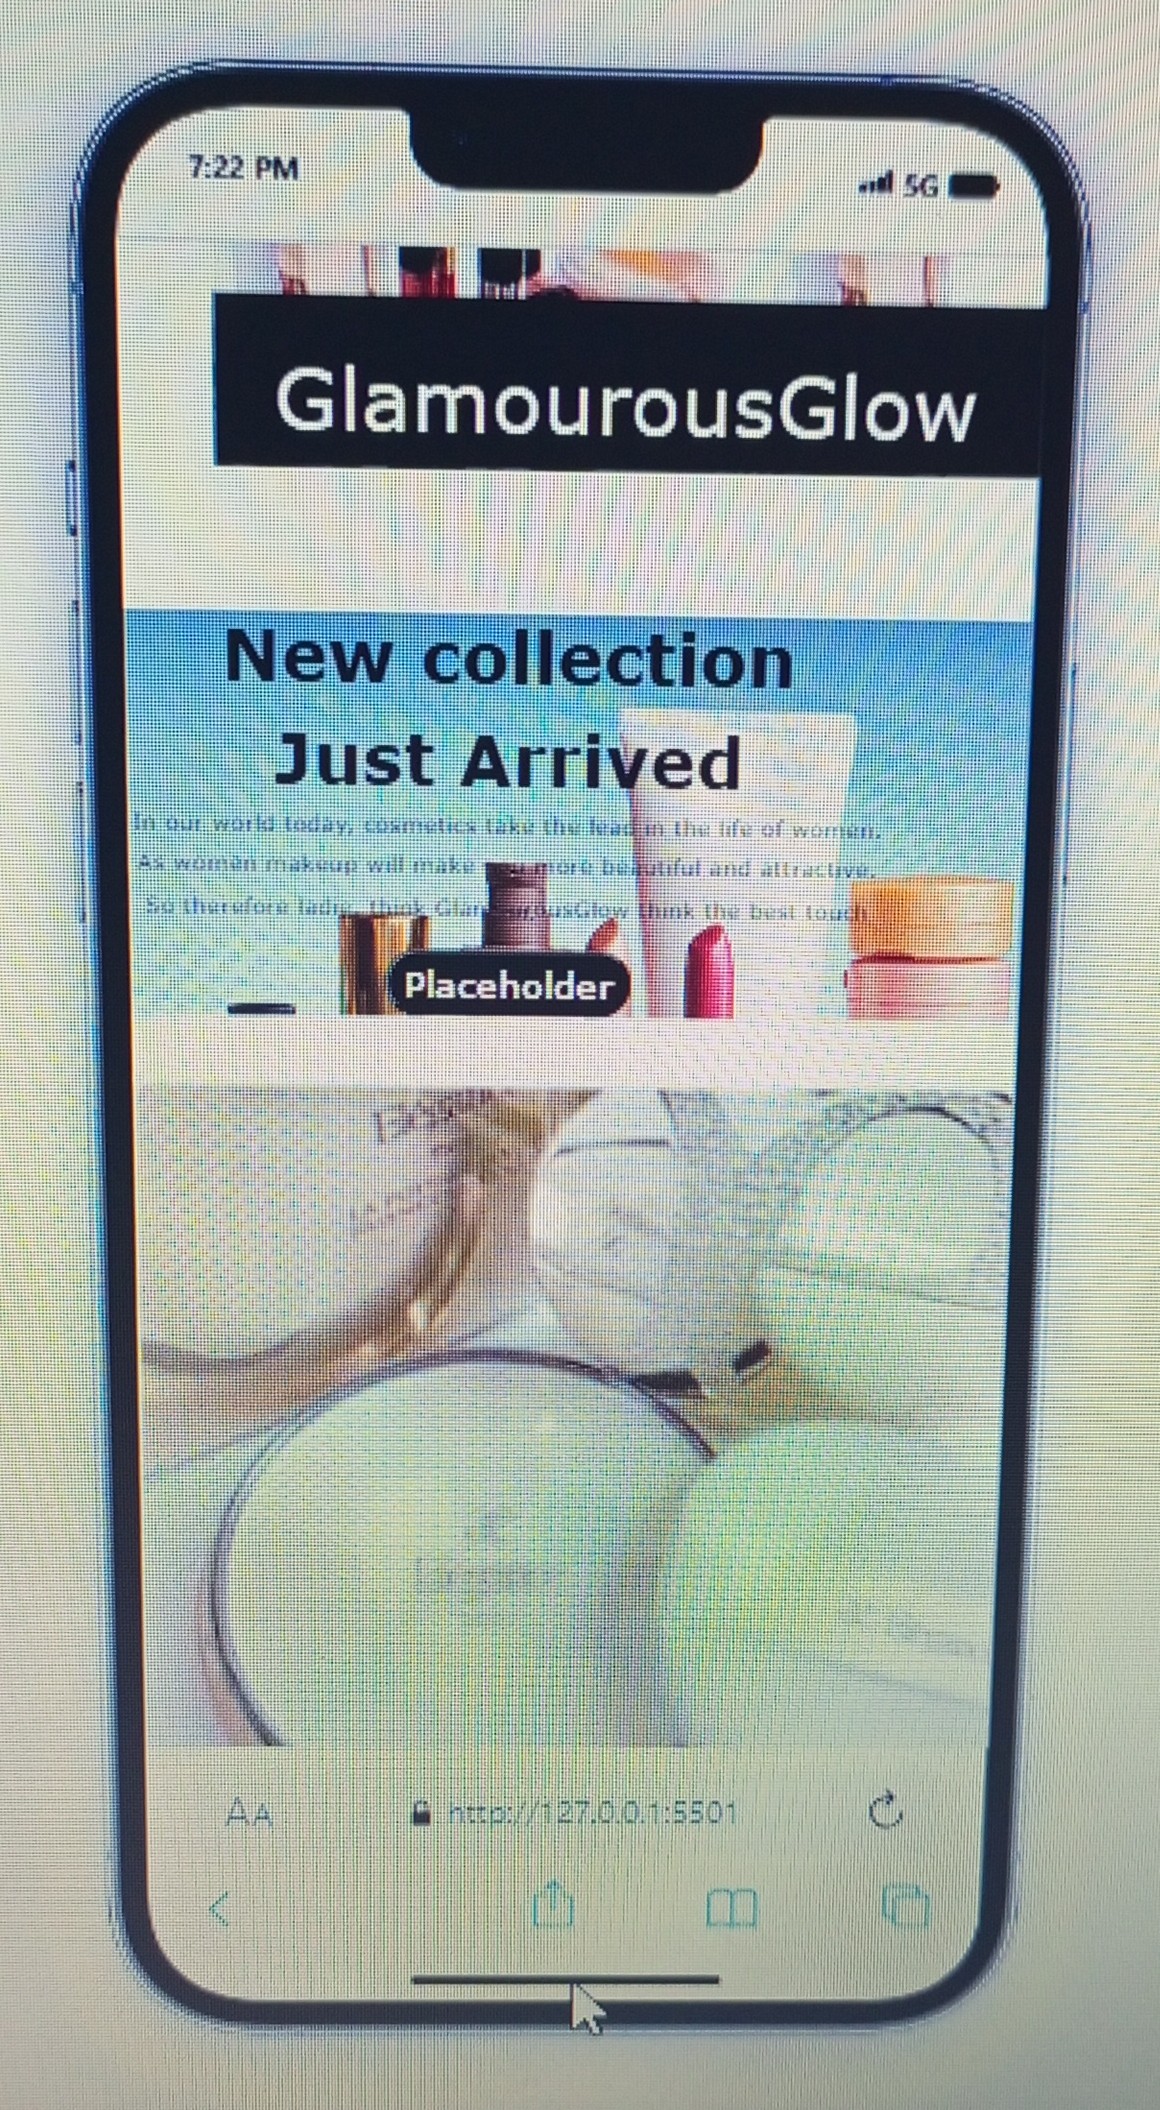 7:22 PM
5G
GlamourousGlow
New collection
Just Arrived
In our world today, cosmetics take the lead in the life of women.
As women makeup will make you more beautiful and attractive.
So therefore think GlamourousGlow think the best touch
Placeholder
AA http://127.0.0.1:5501